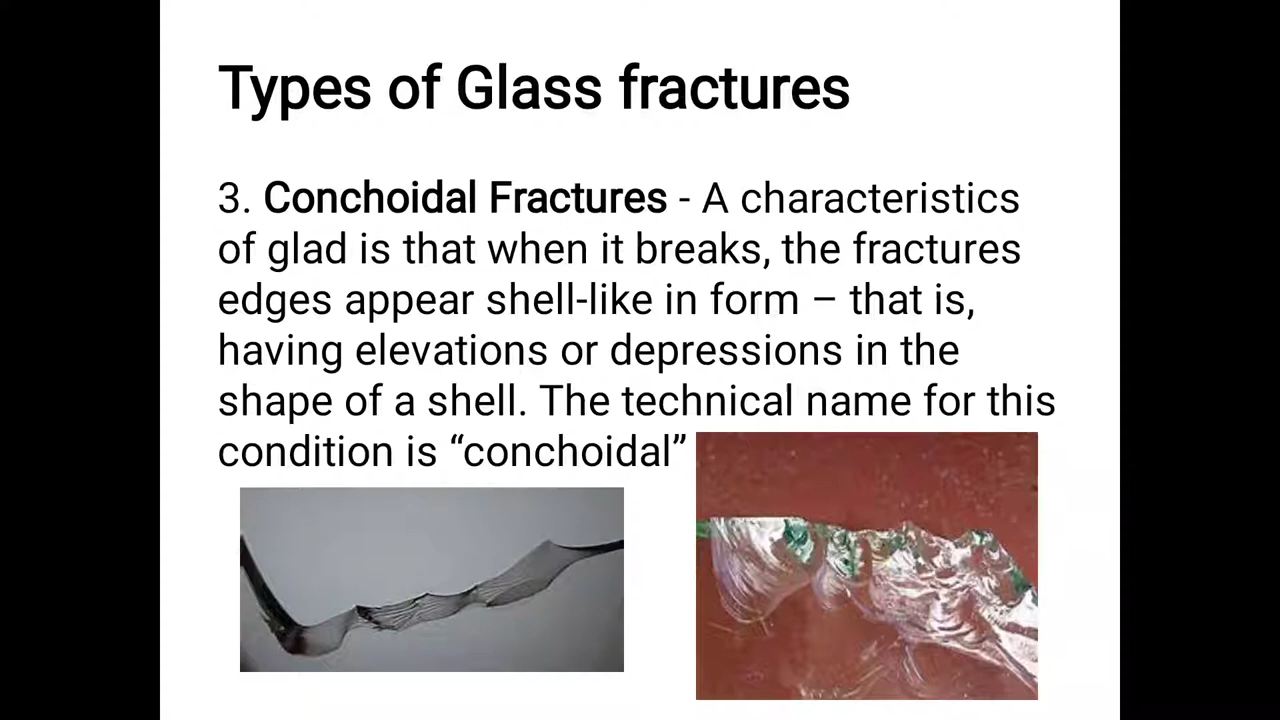 Types of Glass fractures
3. Conchoidal Fractures - A characteristics
of glad is that when it breaks, the fractures
edges appear shell-like in form – that is,
having elevations or depressions in the
shape of a shell. The technical name for this
condition is “conchoidal”